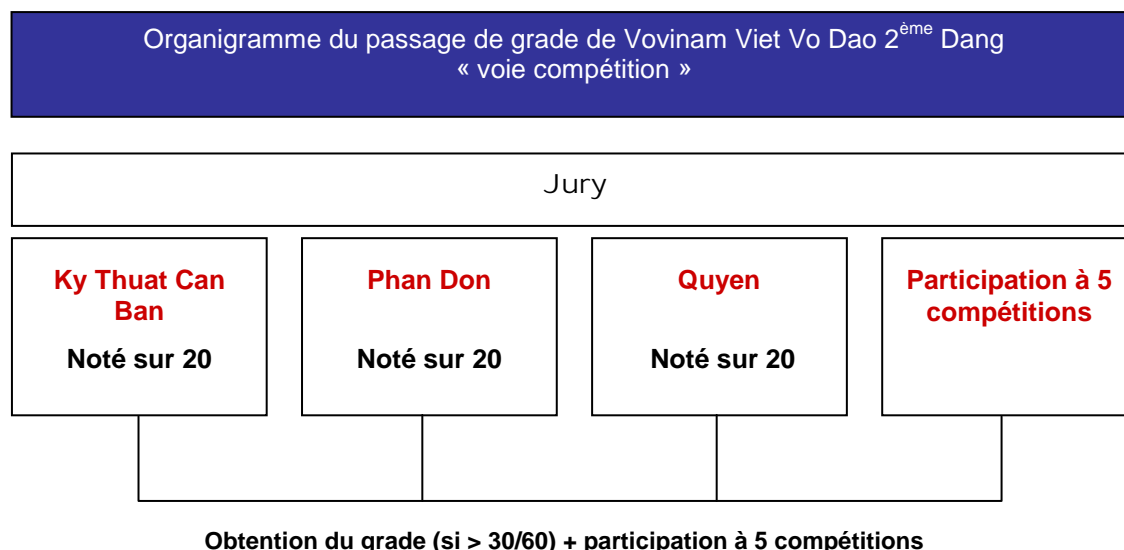 Organigramme du passage de grade de Vovinam Viet Vo Dao 2ème Dang
« voie compétition »
Jury
Ky Thuat Can
Ban
Noté sur 20
Phan Don
Noté sur 20
Quyen
Noté sur 20
Participation à 5
compétitions
Obtention du grade (si > 30/60) + participation à 5 compétitions